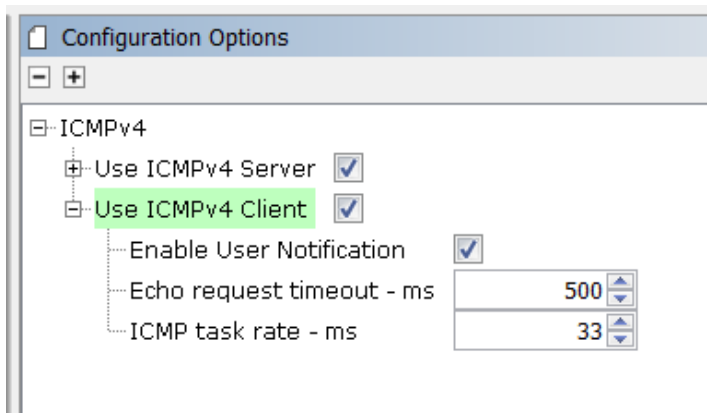 Configuration Options
ICMPv4
Use ICMPv4 Server
Use ICMPv4 Client
Enable User Notification
Echo request timeout - ms 500
ICMP task rate - ms 33